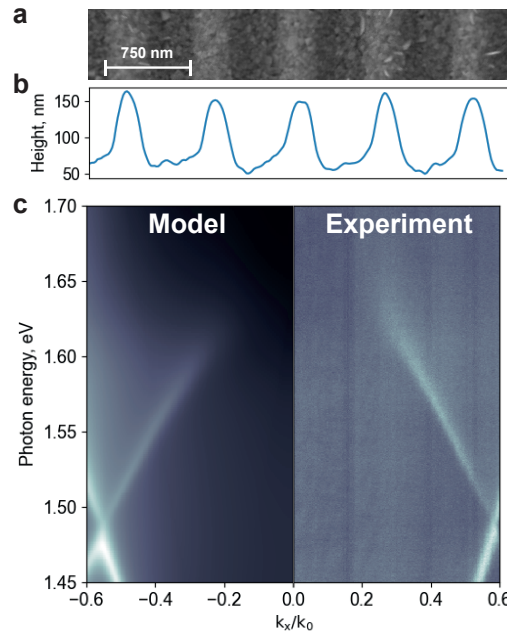 a
750 nm
b
Height, nm
150
100
50
c
Model
Experiment
Photon energy, eV
1.70
1.65
1.60
1.55
1.50
1.45
−0.6 −0.4 −0.2 0.0 0.2 0.4 0.6
kx/k0